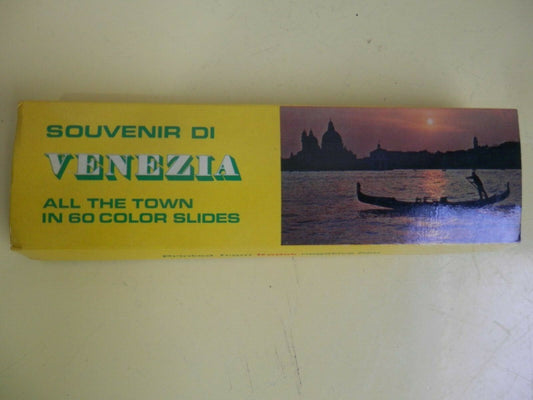 SOUVENIR DI
VENEZIA
ALL THE TOWN
IN 60 COLOR SLIDES